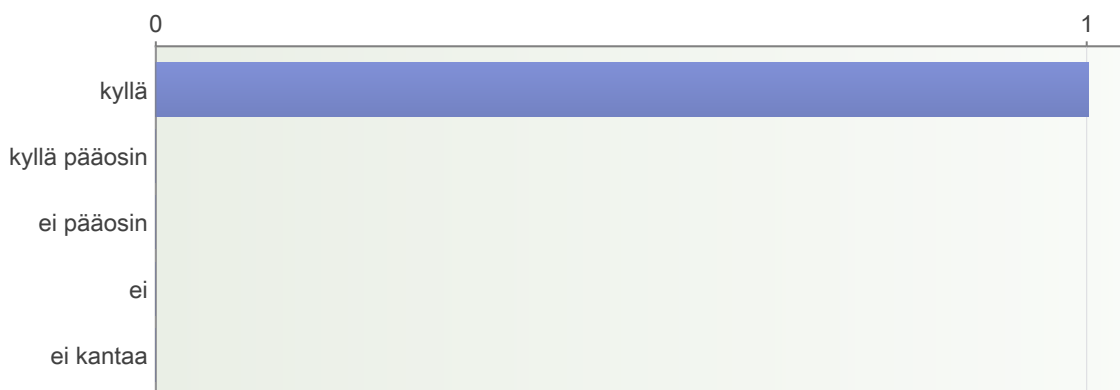 0 1
kyllä
kyllä pääosin
ei pääosin
ei
ei kantaa